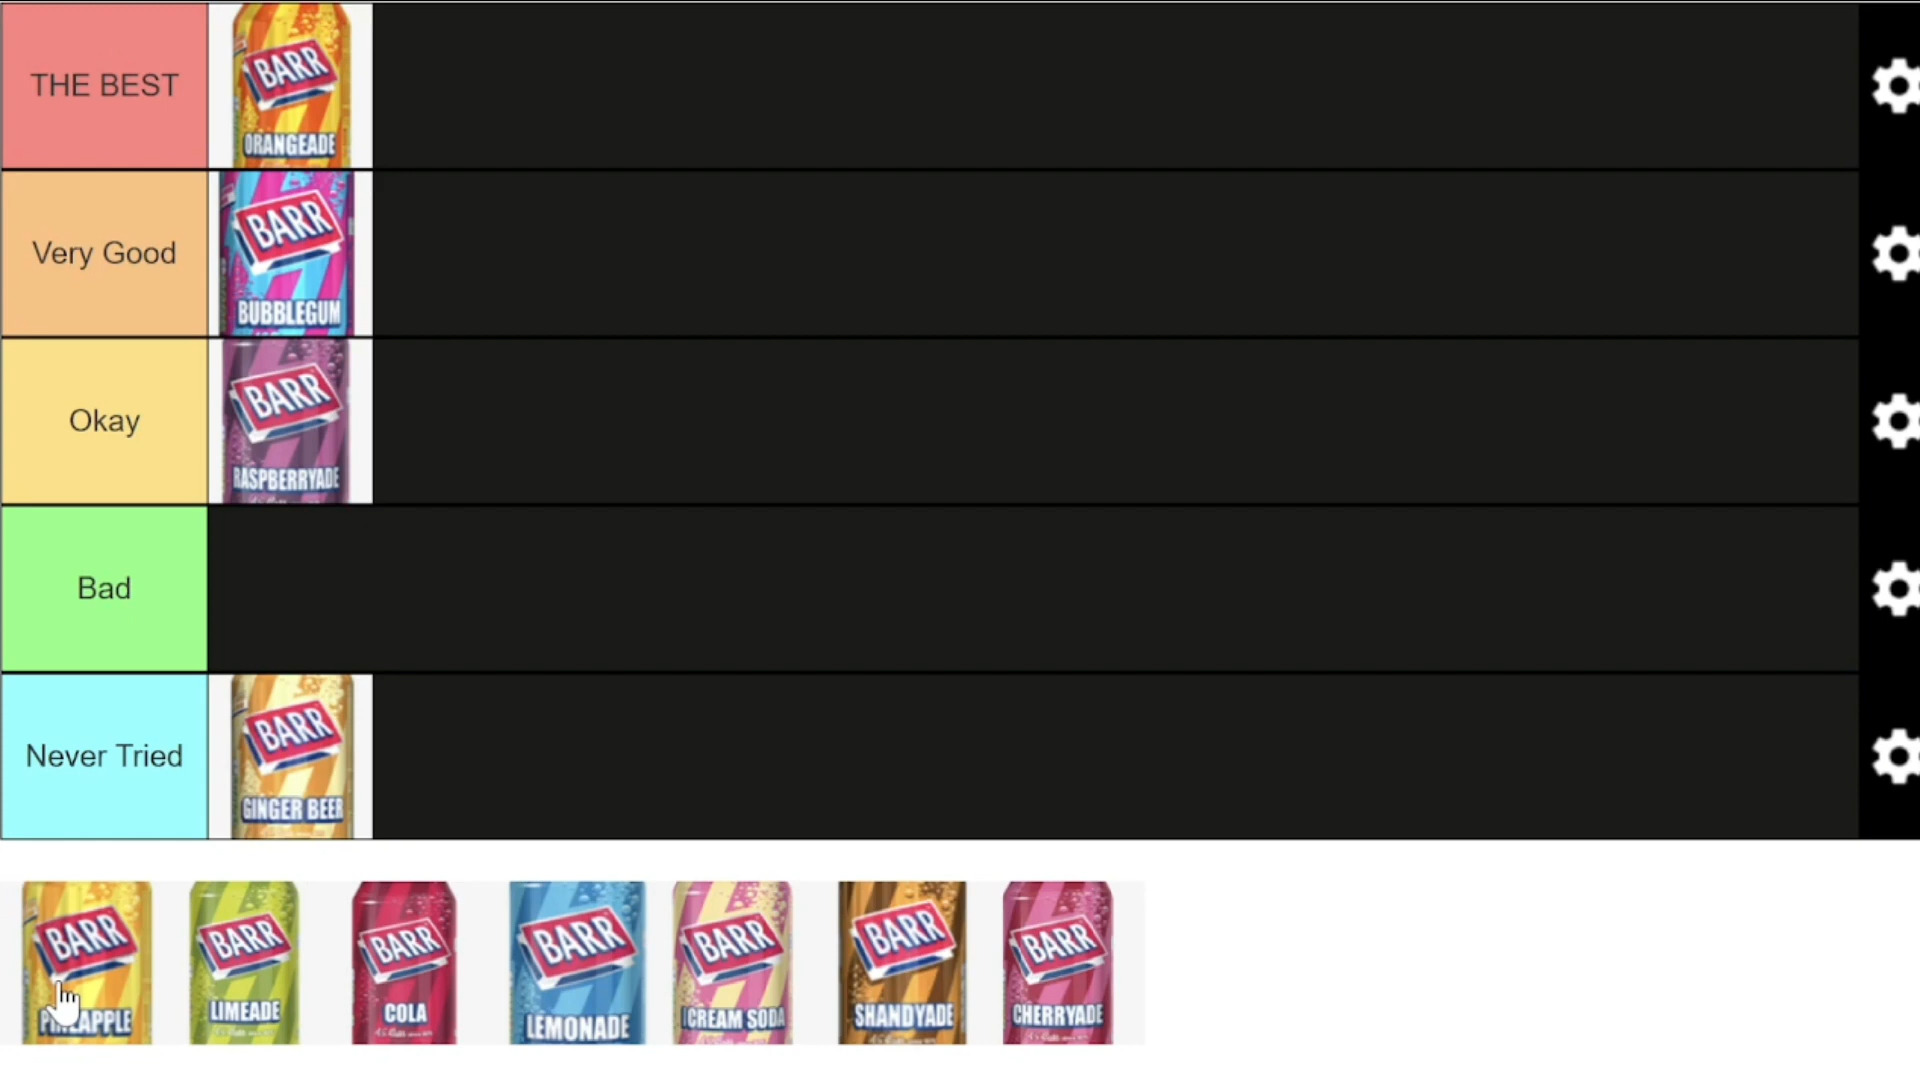 THE BEST
BARR
ORANGEADE
Very Good
BARR
BUBBLEGUM
Okay
BARR
RASPBERRYADE
Bad
Never Tried
BARR
GINGER BEER
BARR
PINEAPPLE
BARR
LIMEADE
BARR
COLA
BARR
LEMONADE
BARR
CREAM SODA
BARR
SHANDYADE
BARR
CHERRYADE